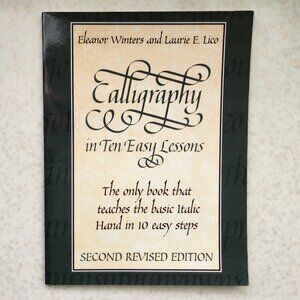 Eleanor Winters and Laurie E. Lico
Calligraphy
in Ten Easy Lessons
The only book that
teaches the basic Italic
Hand in 10 easy steps
SECOND REVISED EDITION